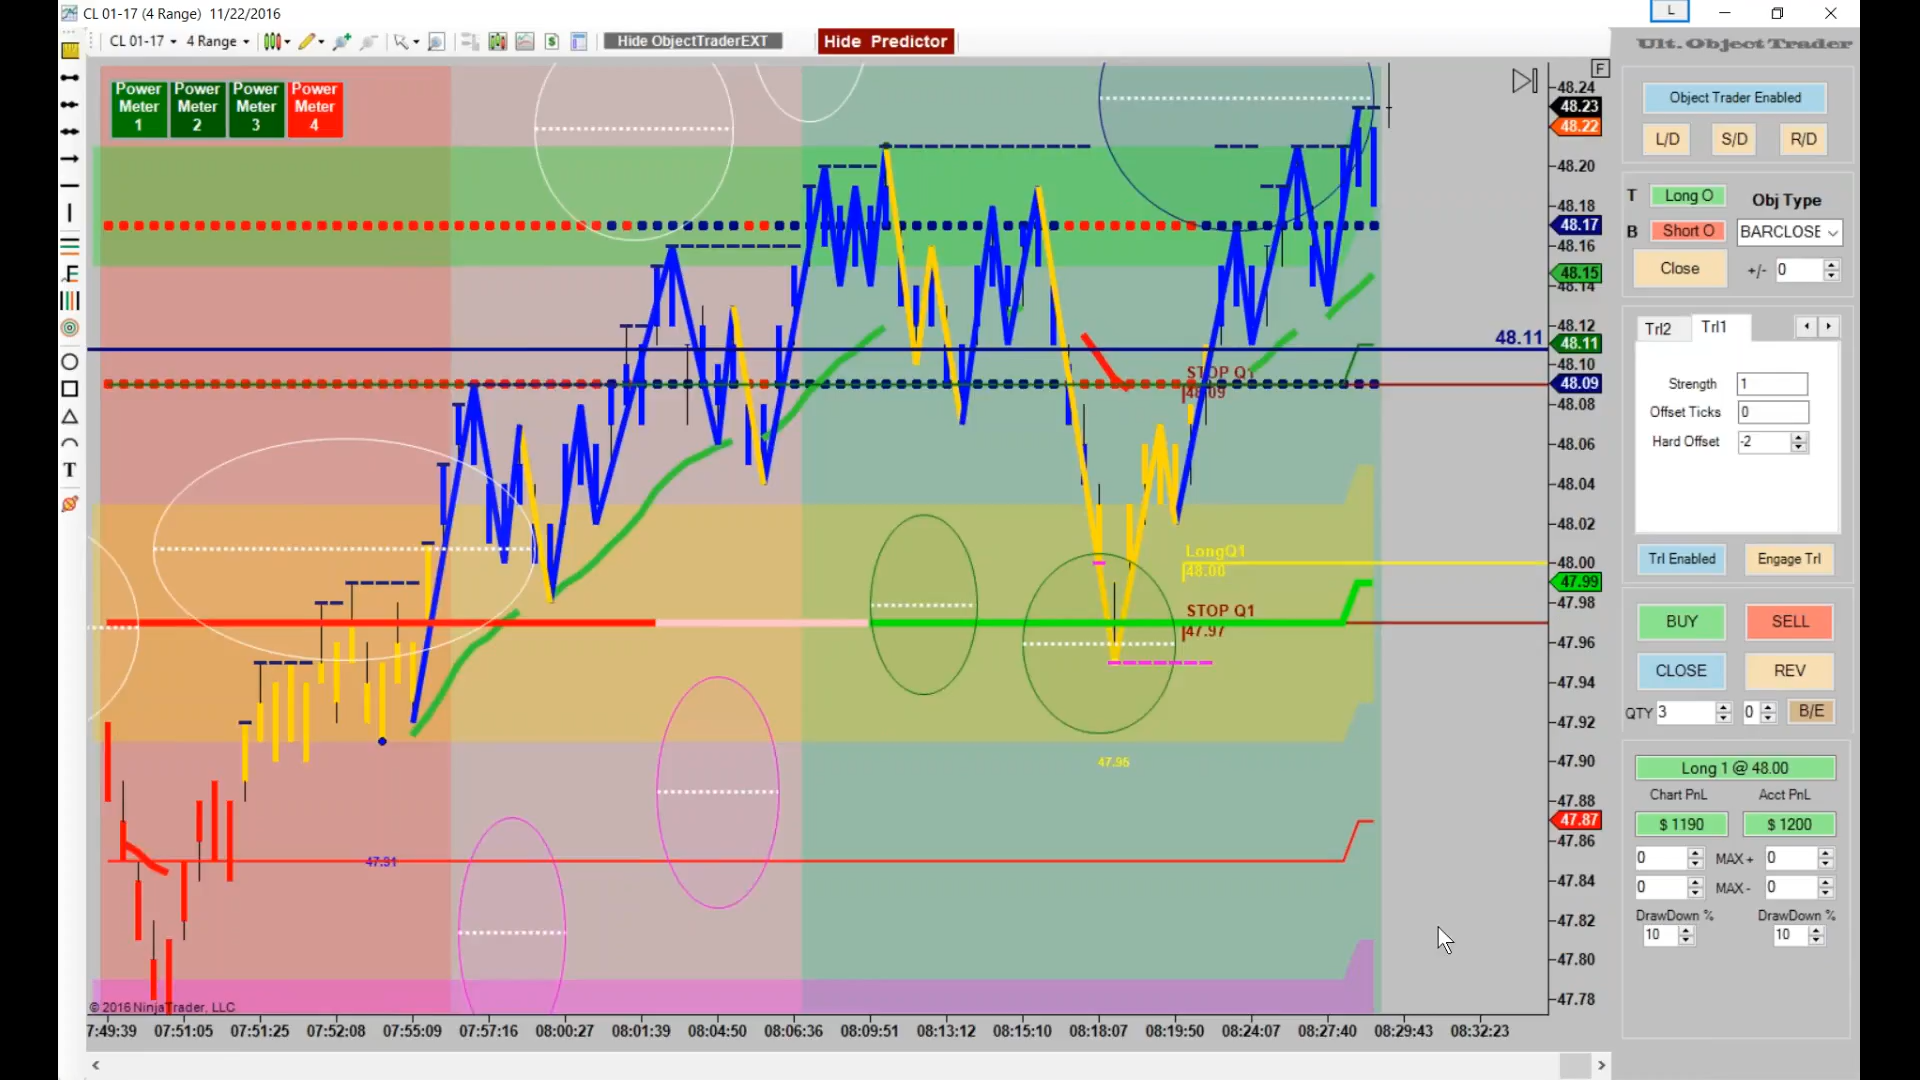 CL 01-17 (4 Range) 11/22/2016
L
CL 01-17
4 Range
Hide ObjectTraderEXT
Hide Predictor
Ult. Object Trader
F
Power Meter 1
Power Meter 2
Power Meter 3
Power Meter 4
48.24
48.23
48.22
48.20
48.18
48.17
48.16
48.15
48.14
48.12
48.11
48.11
48.10
48.09
48.08
48.06
48.04
48.02
48.00
47.99
47.98
47.96
47.94
47.92
47.90
47.88
47.87
47.86
47.84
47.82
47.80
47.78
STOP Q1
48.09
LongQ1
48.00
STOP Q1
47.97
47.95
© 2016 NinjaTrader, LLC
7:49:39 07:51:05 07:51:25 07:52:08 07:55:09 07:57:16 08:00:27 08:01:39 08:04:50 08:06:36 08:09:51 08:13:12 08:15:10 08:18:07 08:19:50 08:24:07 08:27:40 08:29:43 08:32:23
T
Object Trader Enabled
L/D S/D R/D
T Long O Obj Type
B Short O BARCLOSE
Close +/- 0
Trl2 Trl1
Strength 1
Offset Ticks 0
Hard Offset -2
Trl Enabled Engage Trl
BUY SELL
CLOSE REV
QTY 3 0 B/E
Long 1 @ 48.00
Chart PnL Acct PnL
$ 1190 $ 1200
0 MAX + 0
0 MAX - 0
DrawDown % DrawDown %
10 10